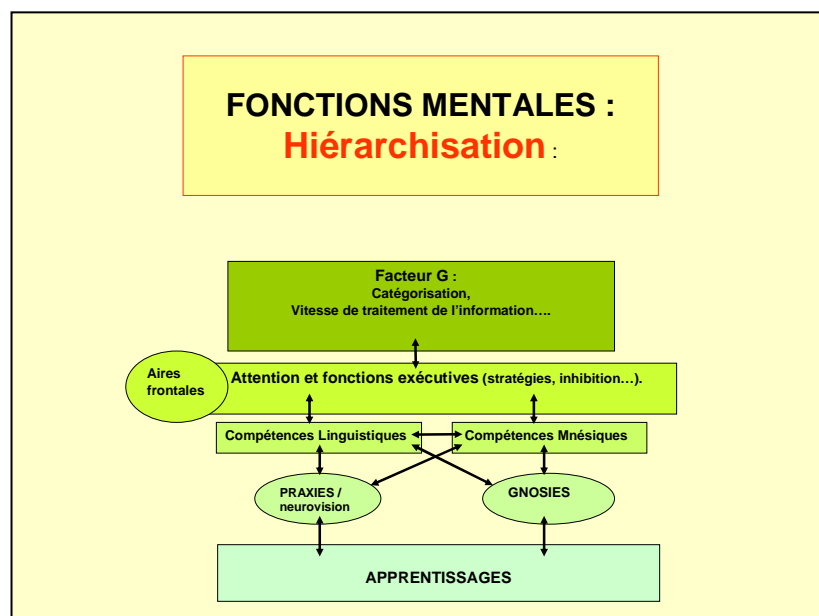 FONCTIONS MENTALES :
Hiérarchisation :
Facteur G :
Catégorisation,
Vitesse de traitement de l'information….
Aires
frontales
Attention et fonctions exécutives (stratégies, inhibition…).
Compétences Linguistiques
Compétences Mnésiques
PRAXIES /
neurovision
GNOSIES
APPRENTISSAGES